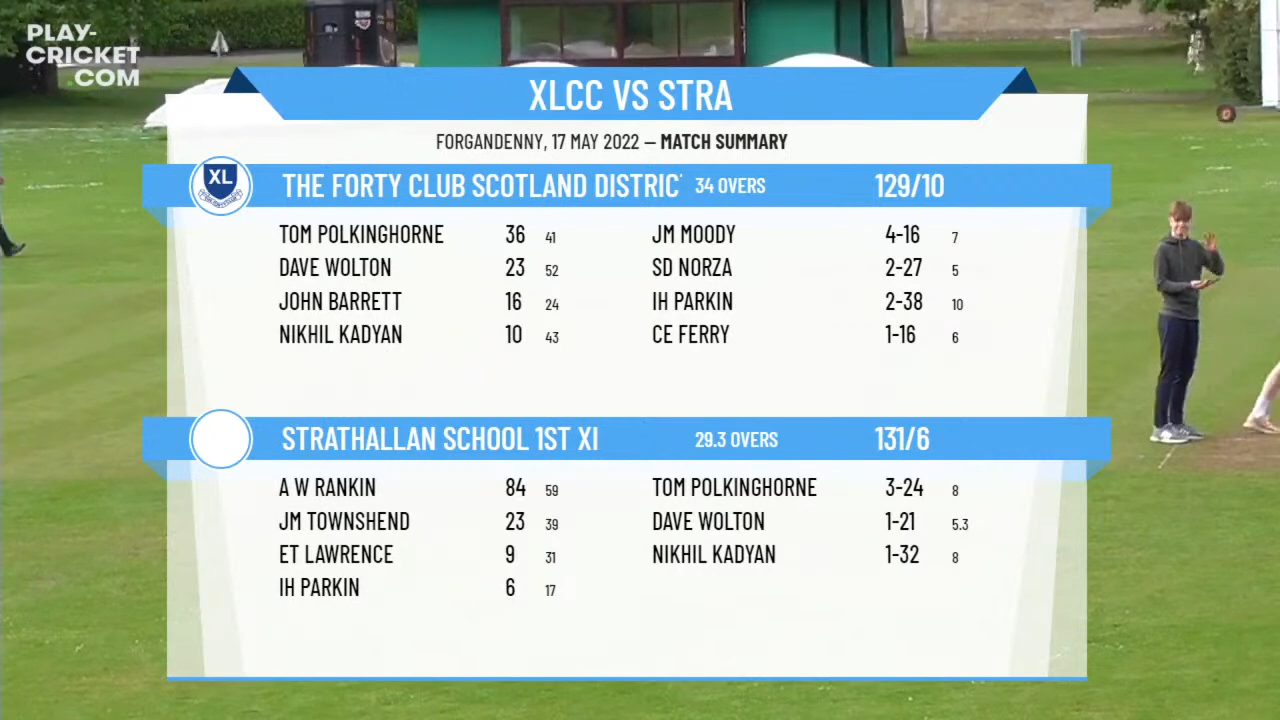 PLAY-
CRICKET
.COM
XLCC VS STRA
FORGANDENNY, 17 MAY 2022 – MATCH SUMMARY
XL
THE FORTY CLUB SCOTLAND DISTRIC 34 OVERS 129/10
TOM POLKINGHORNE 36 41 JM MOODY 4-16 7
DAVE WOLTON 23 52 SD NORZA 2-27 5
JOHN BARRETT 16 24 IH PARKIN 2-38 10
NIKHIL KADYAN 10 43 CE FERRY 1-16 6
STRATHALLAN SCHOOL 1ST XI 29.3 OVERS 131/6
A W RANKIN 84 59 TOM POLKINGHORNE 3-24 8
JM TOWNSHEND 23 39 DAVE WOLTON 1-21 5.3
ET LAWRENCE 9 31 NIKHIL KADYAN 1-32 8
IH PARKIN 6 17